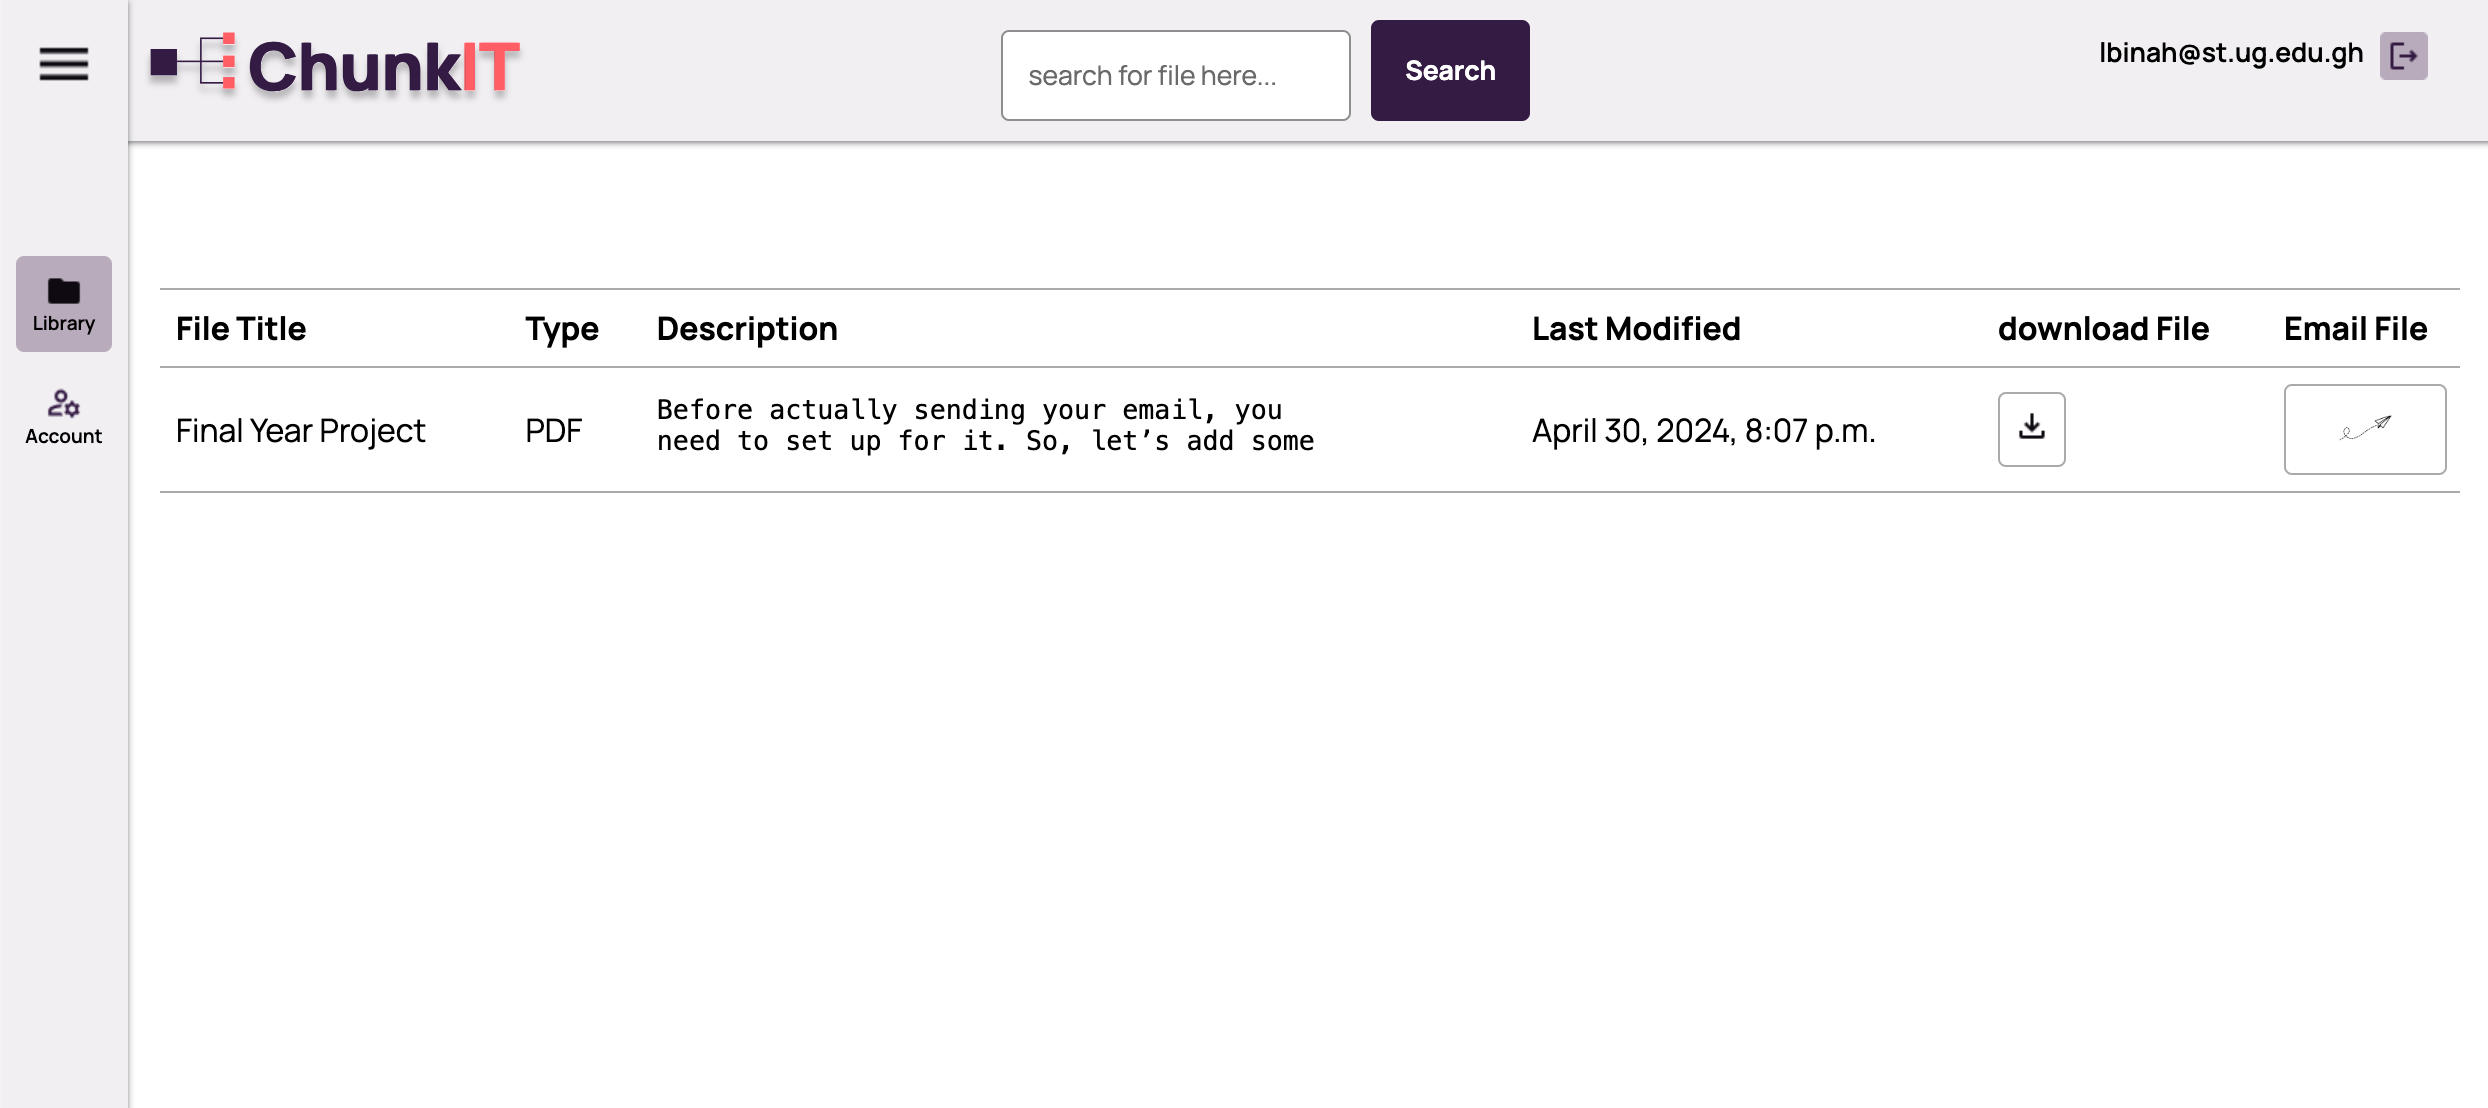 ChunkIT
search for file here...
Search
lbinah@st.ug.edu.gh
Library
Account
File Title
Type
Description
Last Modified
download File
Email File
Final Year Project
PDF
Before actually sending your email, you
need to set up for it. So, let’s add some
April 30, 2024, 8:07 p.m.